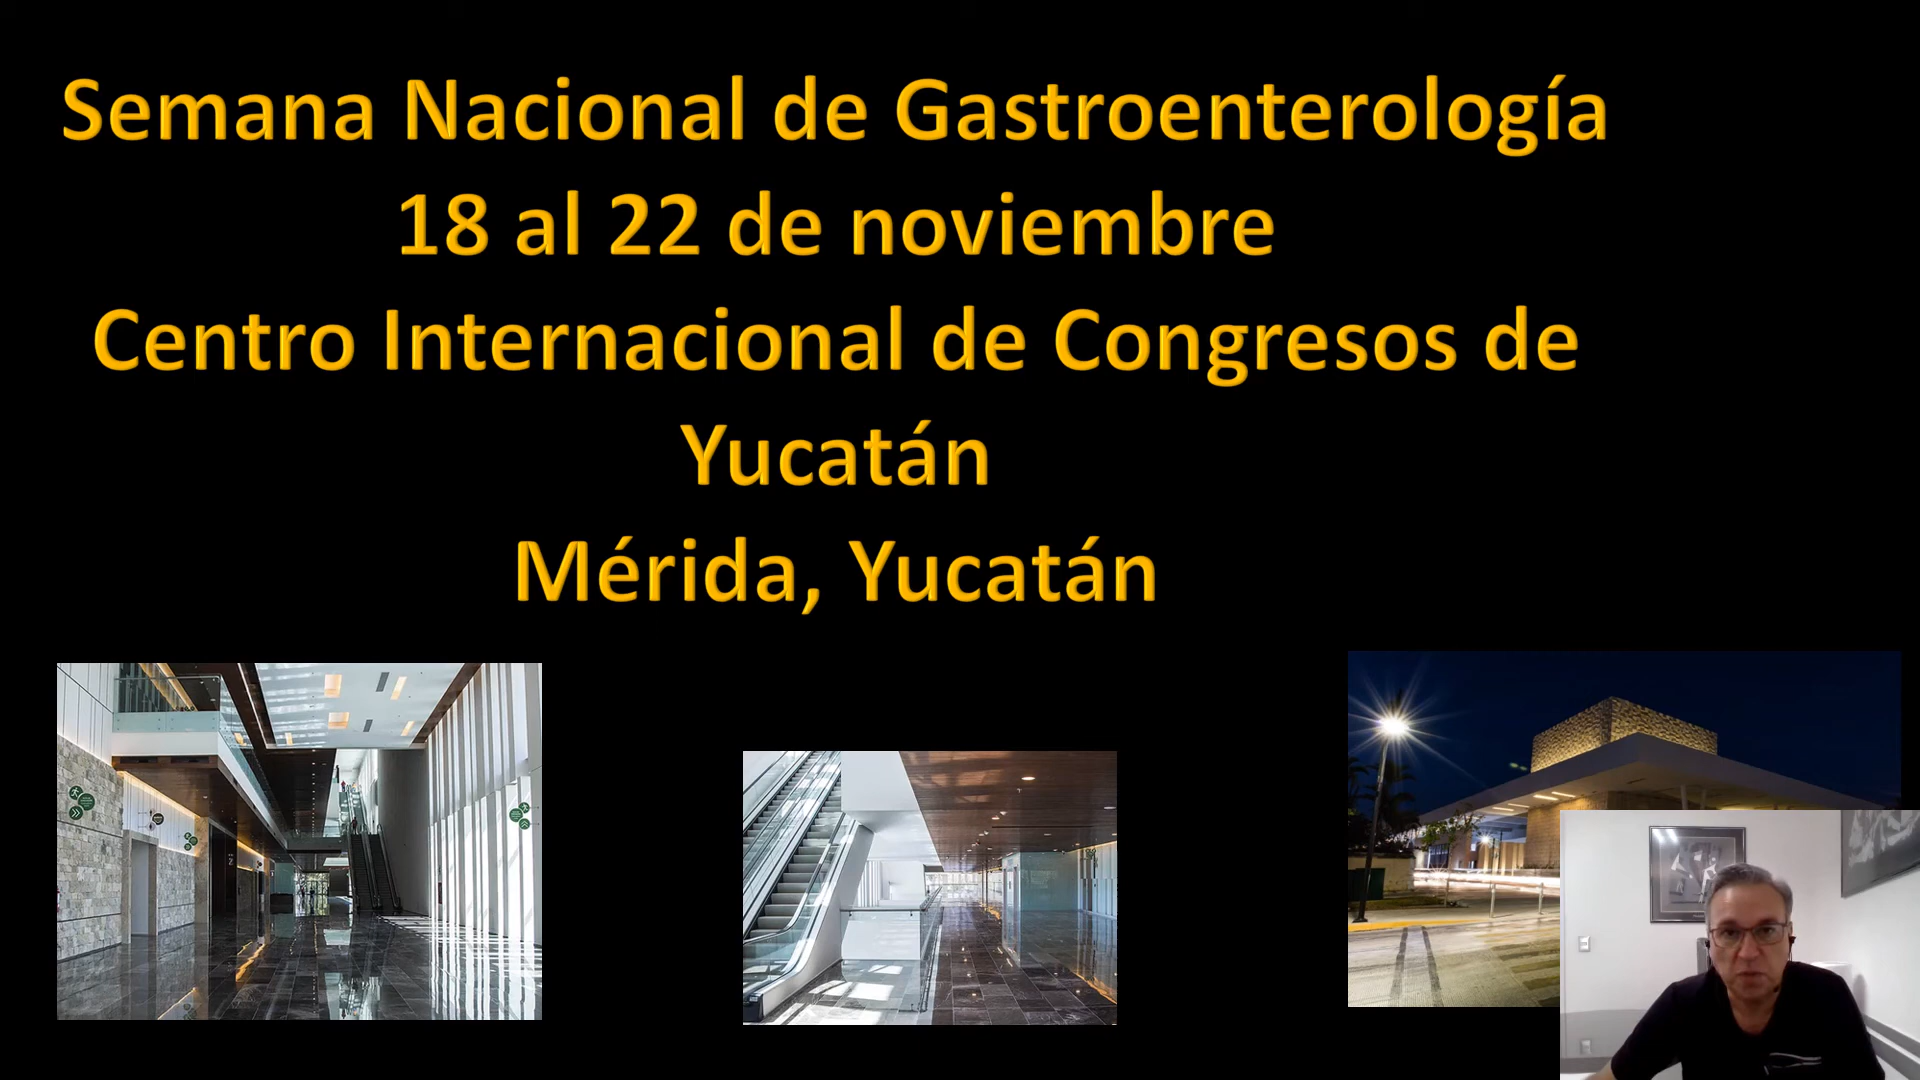 Semana Nacional de Gastroenterología
18 al 22 de noviembre
Centro Internacional de Congresos de
Yucatán
Mérida, Yucatán